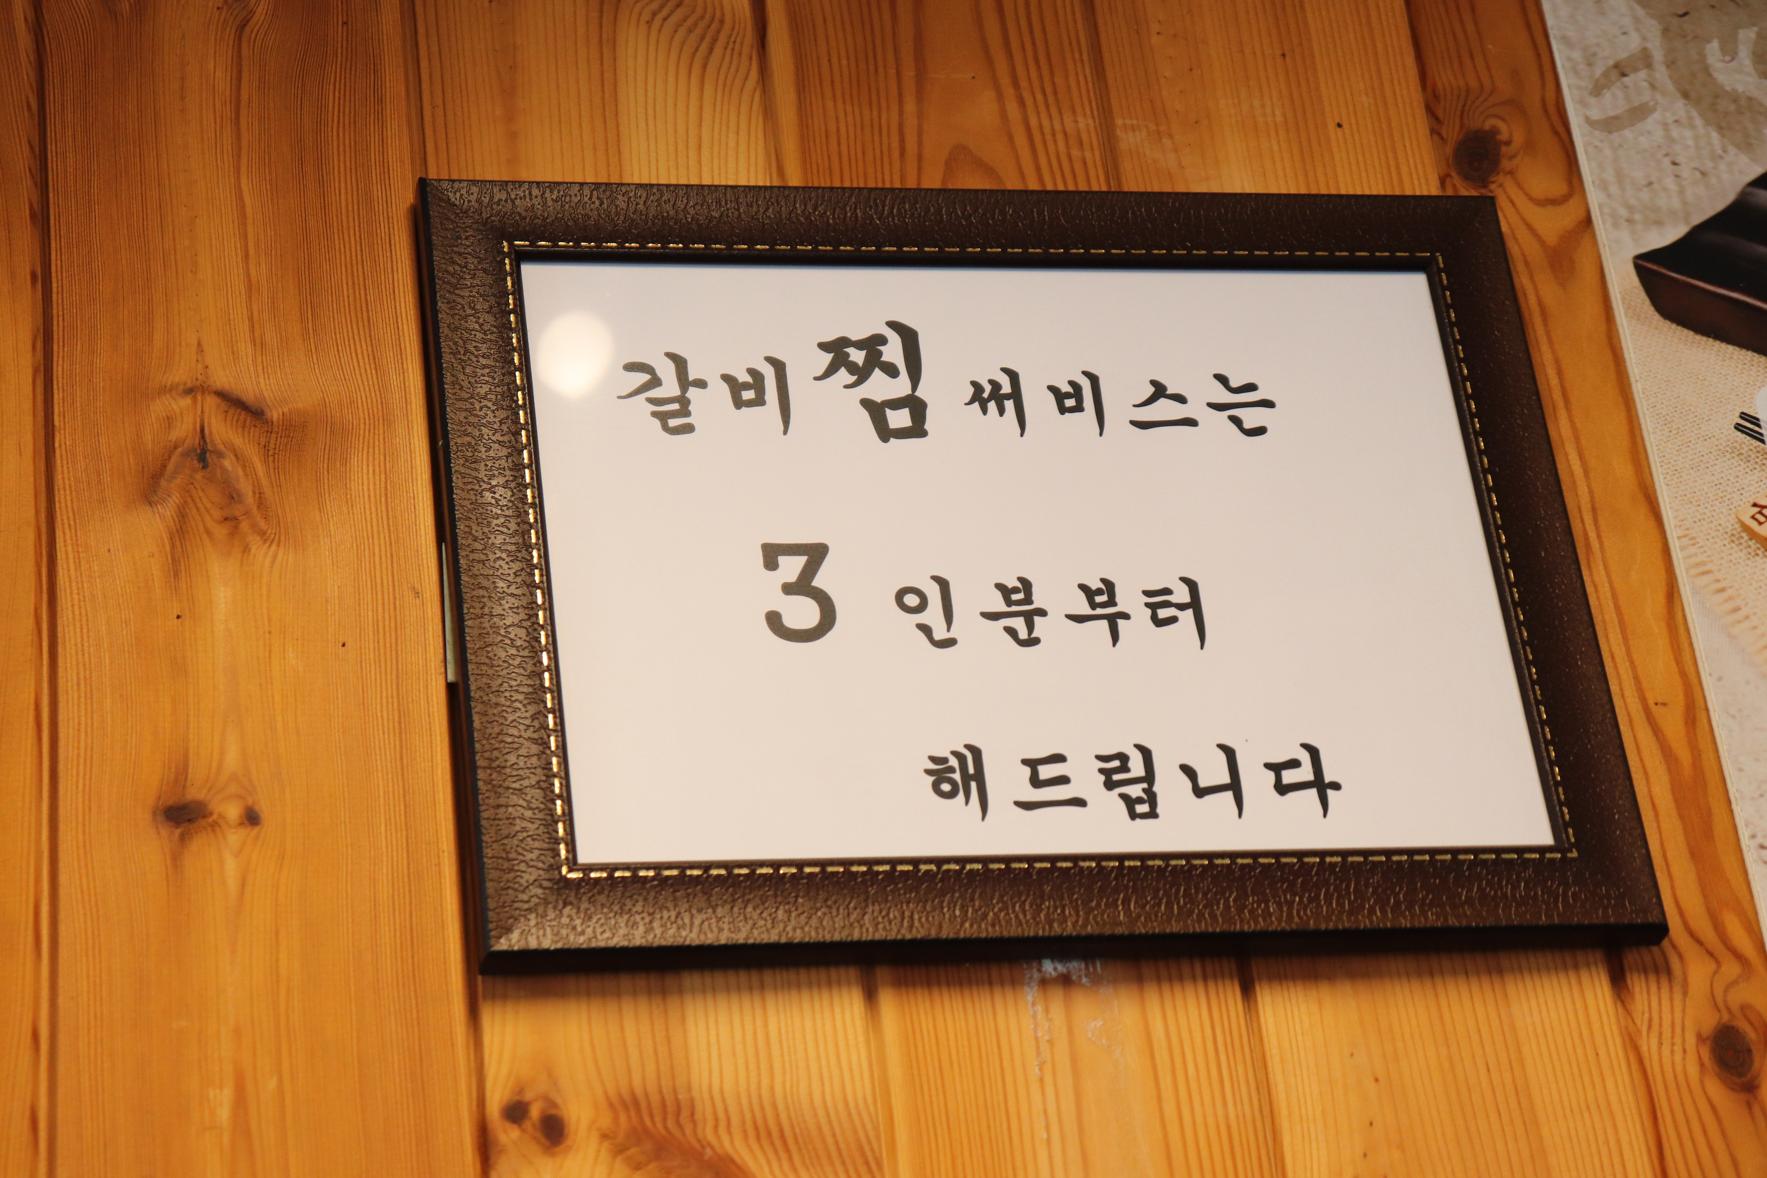 갈비찜 써비스는
3 인분부터
해드립니다